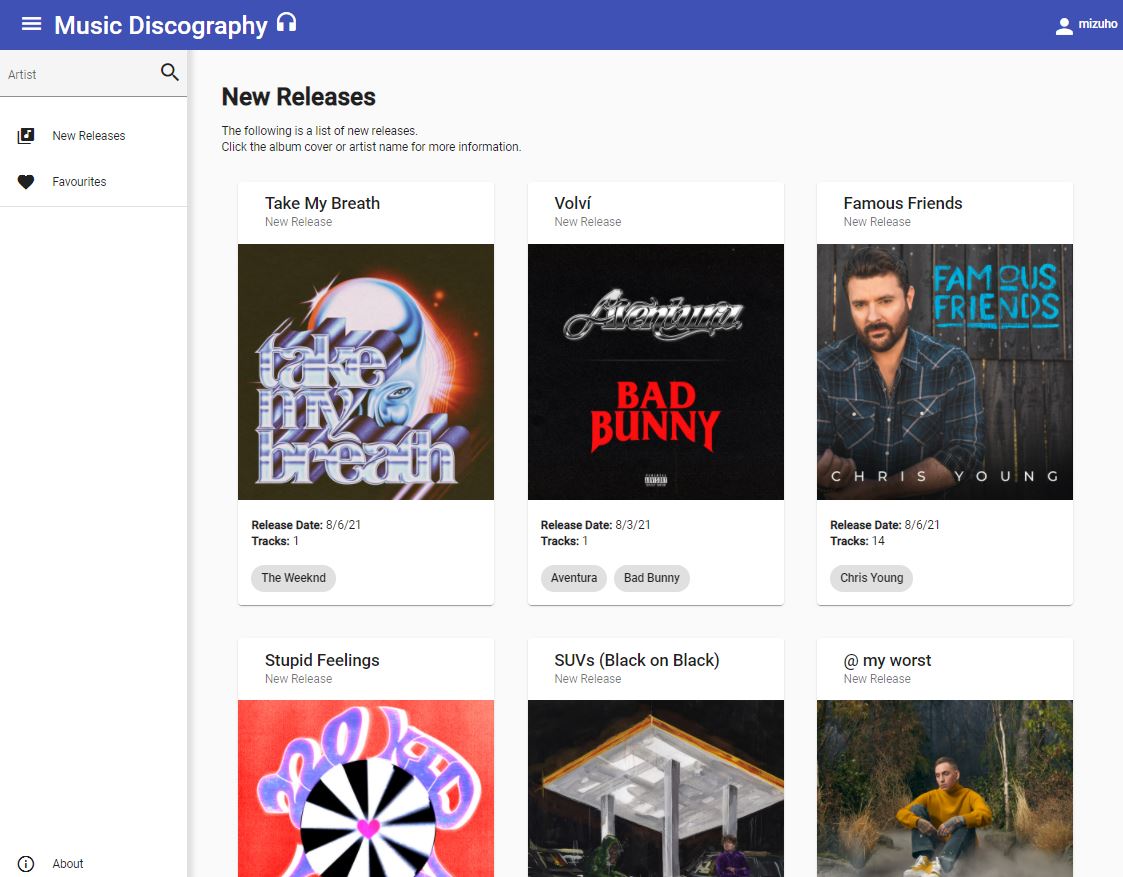 Music Discography
mizuho
Artist
New Releases
Favourites
About
New Releases
The following is a list of new releases.
Click the album cover or artist name for more information.
Take My Breath
New Release
take
my
breath
Release Date: 8/6/21
Tracks: 1
The Weeknd
Volví
New Release
Aventura
BAD
BUNNY
Release Date: 8/3/21
Tracks: 1
Aventura
Bad Bunny
Famous Friends
New Release
FAMOUS
FRIENDS
CHRIS YOUNG
Release Date: 8/6/21
Tracks: 14
Chris Young
Stupid Feelings
New Release
220 KID
SUVs (Black on Black)
New Release
@ my worst
New Release